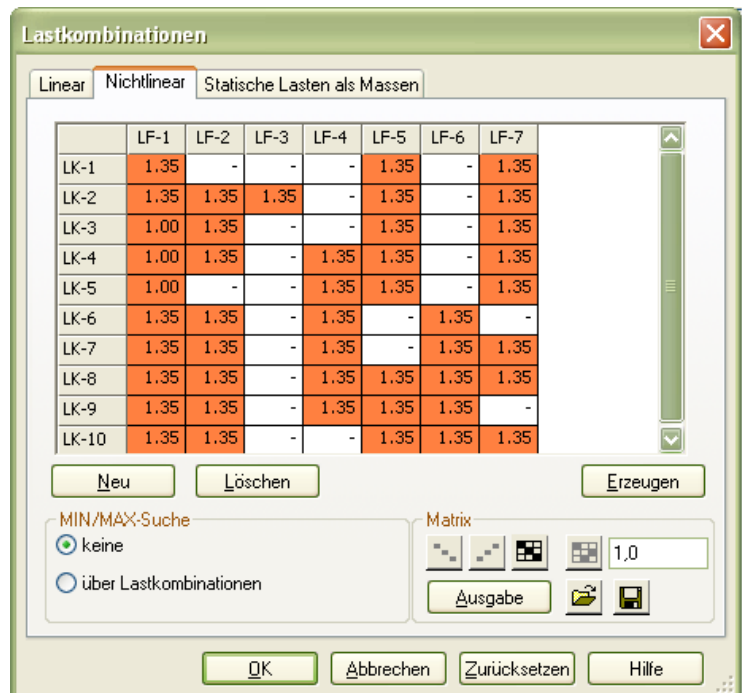 Lastkombinationen
Linear Nichtlinear Statische Lasten als Massen
LF-1 LF-2 LF-3 LF-4 LF-5 LF-6 LF-7
LK-1 1.35 - - - 1.35 - 1.35
LK-2 1.35 1.35 1.35 - 1.35 - 1.35
LK-3 1.00 1.35 - - 1.35 - 1.35
LK-4 1.00 1.35 - 1.35 1.35 - 1.35
LK-5 1.00 - - 1.35 1.35 - 1.35
LK-6 1.35 1.35 - 1.35 - 1.35 -
LK-7 1.35 1.35 - 1.35 - 1.35 1.35
LK-8 1.35 1.35 - 1.35 1.35 1.35 1.35
LK-9 1.35 1.35 - 1.35 1.35 1.35 -
LK-10 1.35 1.35 - - 1.35 1.35 1.35
Neu Löschen Erzeugen
MIN/MAX-Suche Matrix
keine 1,0
über Lastkombinationen Ausgabe
OK Abbrechen Zurücksetzen Hilfe